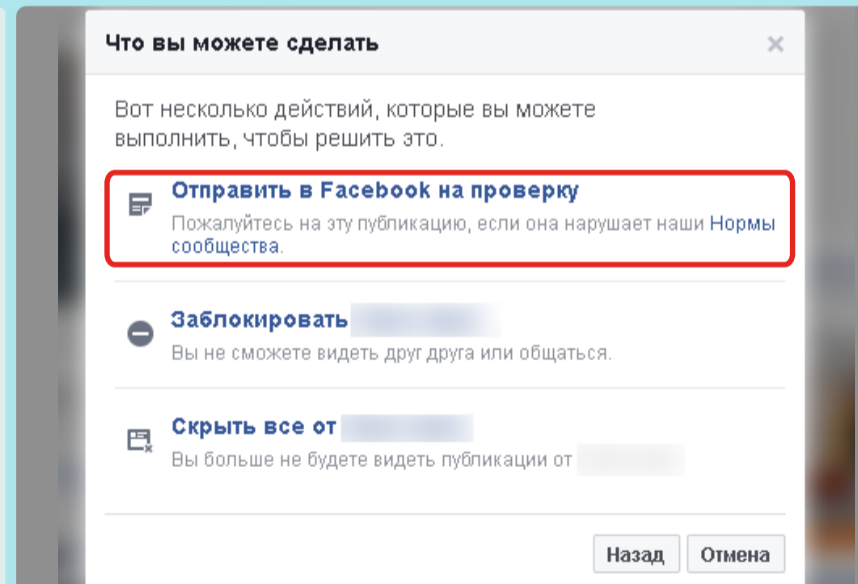 Что вы можете сделать
Вот несколько действий, которые вы можете
выполнить, чтобы решить это.
Отправить в Facebook на проверку
Пожалуйтесь на эту публикацию, если она нарушает наши Нормы
сообщества.
Заблокировать
Вы не сможете видеть друг друга или общаться.
Скрыть все от
Вы больше не будете видеть публикации от
Назад Отмена